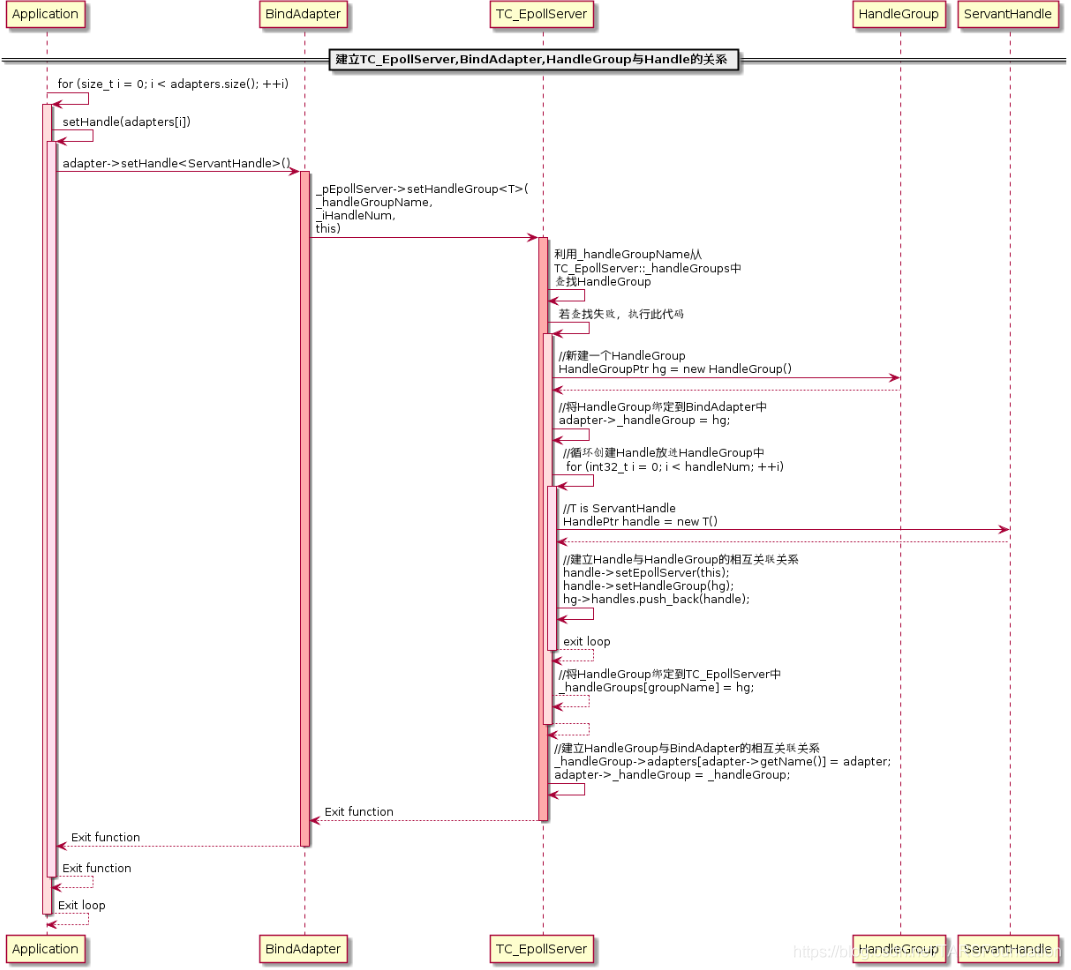 Application
BindAdapter
TC_EpollServer
HandleGroup
ServantHandle
建立TC_EpollServer,BindAdapter,HandleGroup与Handle的关系
for (size_t i = 0; i < adapters.size(); ++i)
setHandle(adapters[i])
adapter->setHandle<ServantHandle>()
_pEpollServer->setHandleGroup<T>(
_handleGroupName,
_iHandleNum,
this)
利用_handleGroupName从
TC_EpollServer::_handleGroups中
查找HandleGroup
若查找失败，执行此代码
//新建一个HandleGroup
HandleGroupPtr hg = new HandleGroup()
//将HandleGroup绑定到BindAdapter中
adapter->_handleGroup = hg;
//循环创建Handle放进HandleGroup中
for (int32_t i = 0; i < handleNum; ++i)
//T is ServantHandle
HandlePtr handle = new T()
//建立Handle与HandleGroup的相互关联关系
handle->setEpollServer(this);
handle->setHandleGroup(hg);
hg->handles.push_back(handle);
exit loop
//将HandleGroup绑定到TC_EpollServer中
_handleGroups[groupName] = hg;
//建立HandleGroup与BindAdapter的相互关联关系
_handleGroup->adapters[adapter->getName()] = adapter;
adapter->_handleGroup = _handleGroup;
Exit function
Exit function
Exit function
Exit loop
Application
BindAdapter
TC_EpollServer
HandleGroup
ServantHandle